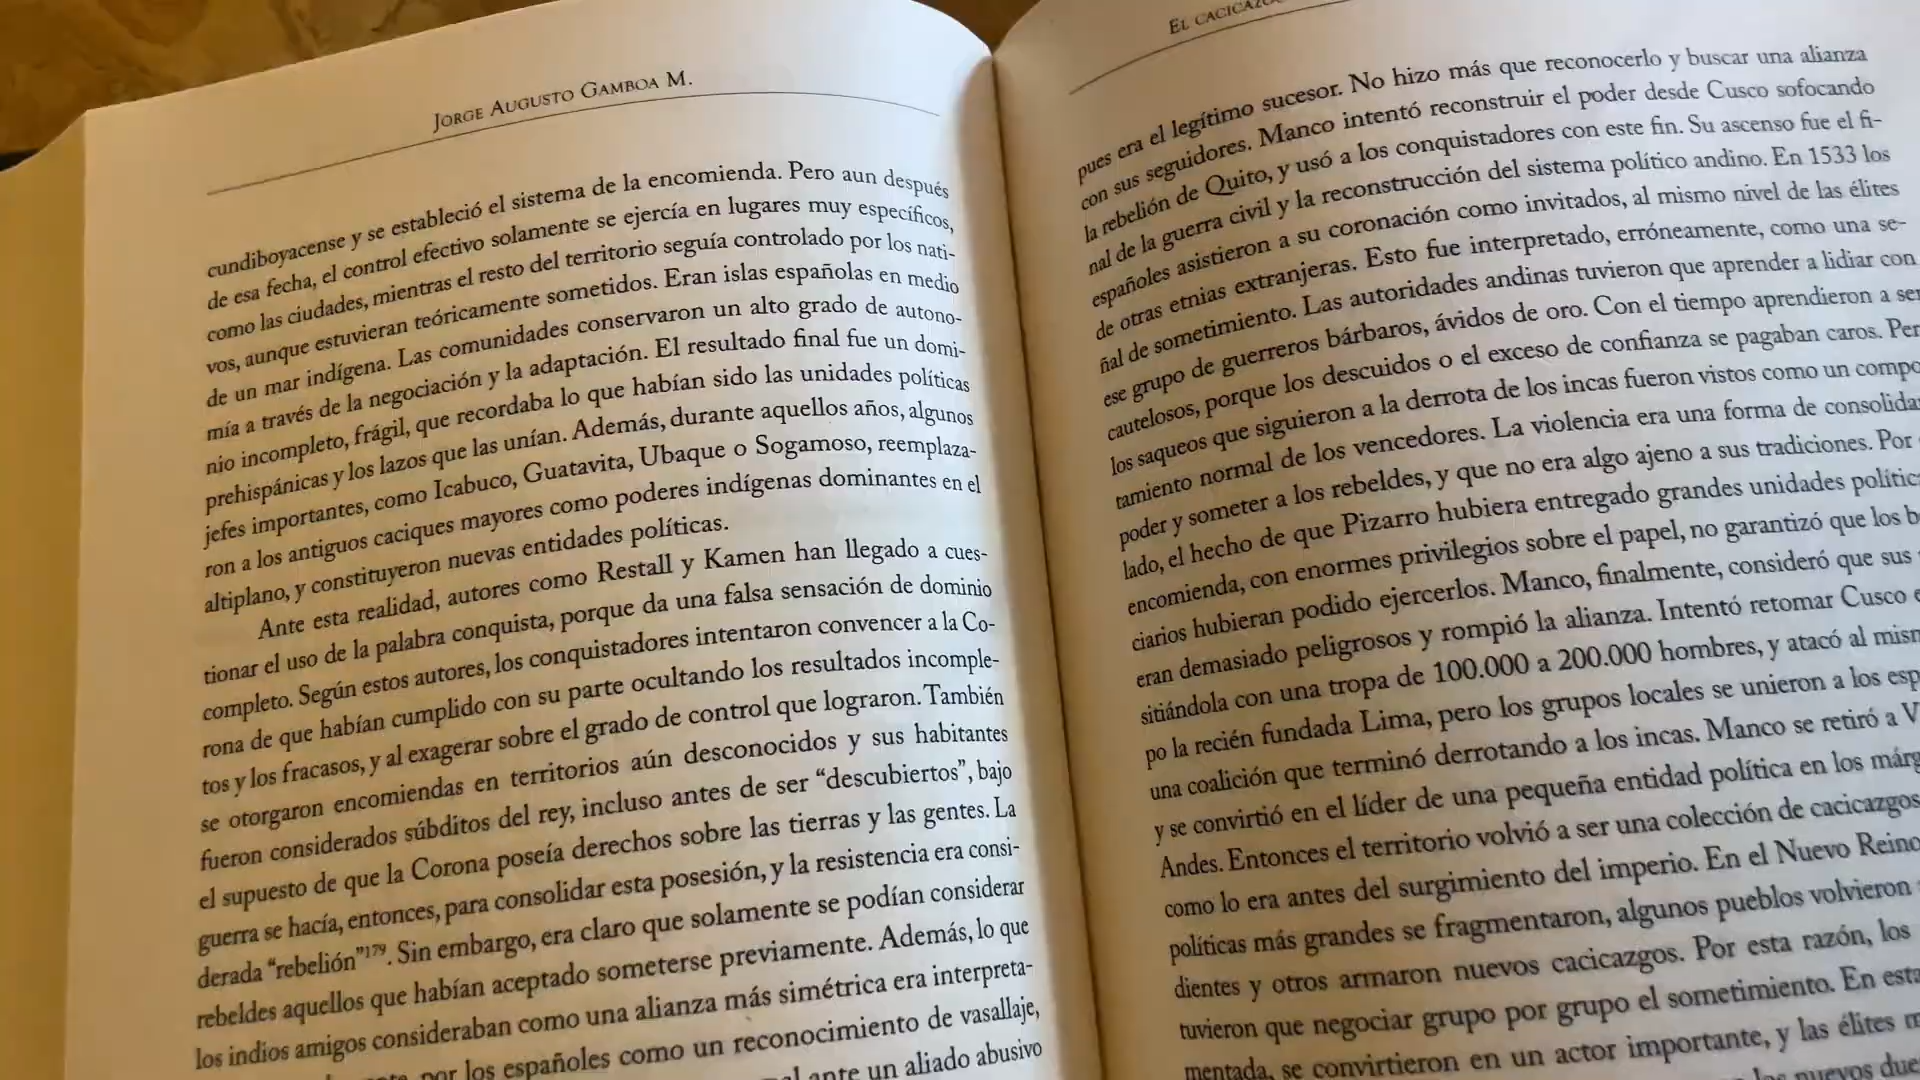 JORGE AUGUSTO GAMBOA M.
cundiboyacense y se estableció el sistema de la encomienda. Pero aun después
de esa fecha, el control efectivo solamente se ejercía en lugares muy específicos,
como las ciudades, mientras el resto del territorio seguía controlado por los nati-
vos, aunque estuvieran teóricamente sometidos. Eran islas españolas en medio
de un mar indígena. Las comunidades conservaron un alto grado de autono-
mía a través de la negociación y la adaptación. El resultado final fue un domi-
nio incompleto, frágil, que recordaba lo que habían sido las unidades políticas
prehispánicas y los lazos que las unían. Además, durante aquellos años, algunos
jefes importantes, como Icabuco, Guatavita, Ubaque o Sogamoso, reemplaza-
ron a los antiguos caciques mayores como poderes indígenas dominantes en el
altiplano, y constituyeron nuevas entidades políticas.
Ante esta realidad, autores como Restall y Kamen han llegado a cues-
tionar el uso de la palabra conquista, porque da una falsa sensación de dominio
completo. Según estos autores, los conquistadores intentaron convencer a la Co-
rona de que habían cumplido con su parte ocultando los resultados incomple-
tos y los fracasos, y al exagerar sobre el grado de control que lograron. También
se otorgaron encomiendas en territorios aún desconocidos y sus habitantes
fueron considerados súbditos del rey, incluso antes de ser “descubiertos”, bajo
el supuesto de que la Corona poseía derechos sobre las tierras y las gentes. La
guerra se hacía, entonces, para consolidar esta posesión, y la resistencia era consi-
derada “rebelión”179. Sin embargo, era claro que solamente se podían considerar
rebeldes aquellos que habían aceptado someterse previamente. Además, lo que
los indios amigos consideraban como una alianza más simétrica era interpreta-
por los españoles como un reconocimiento de vasallaje,
ante un aliado abusivo
EL
pues era el legítimo sucesor. No hizo más que reconocerlo y buscar una alianza
con sus seguidores. Manco intentó reconstruir el poder desde Cusco sofocando
la rebelión de Quito, y usó a los conquistadores con este fin. Su ascenso fue el fi-
nal de la guerra civil y la reconstrucción del sistema político andino. En 1533 los
españoles asistieron a su coronación como invitados, al mismo nivel de las élites
de otras etnias extranjeras. Esto fue interpretado, erróneamente, como una se-
ñal de sometimiento. Las autoridades andinas tuvieron que aprender a lidiar con
ese grupo de guerreros bárbaros, ávidos de oro. Con el tiempo aprendieron a ser
cautelosos, porque los descuidos o el exceso de confianza se pagaban caros.
los saqueos que siguieron a la derrota de los incas fueron vistos como un
tamiento normal de los vencedores. La violencia era una forma de
poder y someter a los rebeldes, y que no era algo ajeno a sus tradiciones. Por
lado, el hecho de que Pizarro hubiera entregado grandes unidades
encomienda, con enormes privilegios sobre el papel, no garantizó que los
ciarios hubieran podido ejercerlos. Manco, finalmente, consideró que sus
eran demasiado peligrosos y rompió la alianza. Intentó retomar Cusco
sitiándola con una tropa de 100.000 a 200.000 hombres, y atacó al
po la recién fundada Lima, pero los grupos locales se unieron a los
una coalición que terminó derrotando a los incas. Manco se retiró a
y se convirtió en el líder de una pequeña entidad política en los
Andes. Entonces el territorio volvió a ser una colección de cacicazgos
como lo era antes del surgimiento del imperio. En el Nuevo Reino
políticas más grandes se fragmentaron, algunos pueblos volvieron
dientes y otros armaron nuevos cacicazgos. Por esta razón, los
tuvieron que negociar grupo por grupo el sometimiento. En
mentada, se convirtieron en un actor importante, y las élites
los nuevos